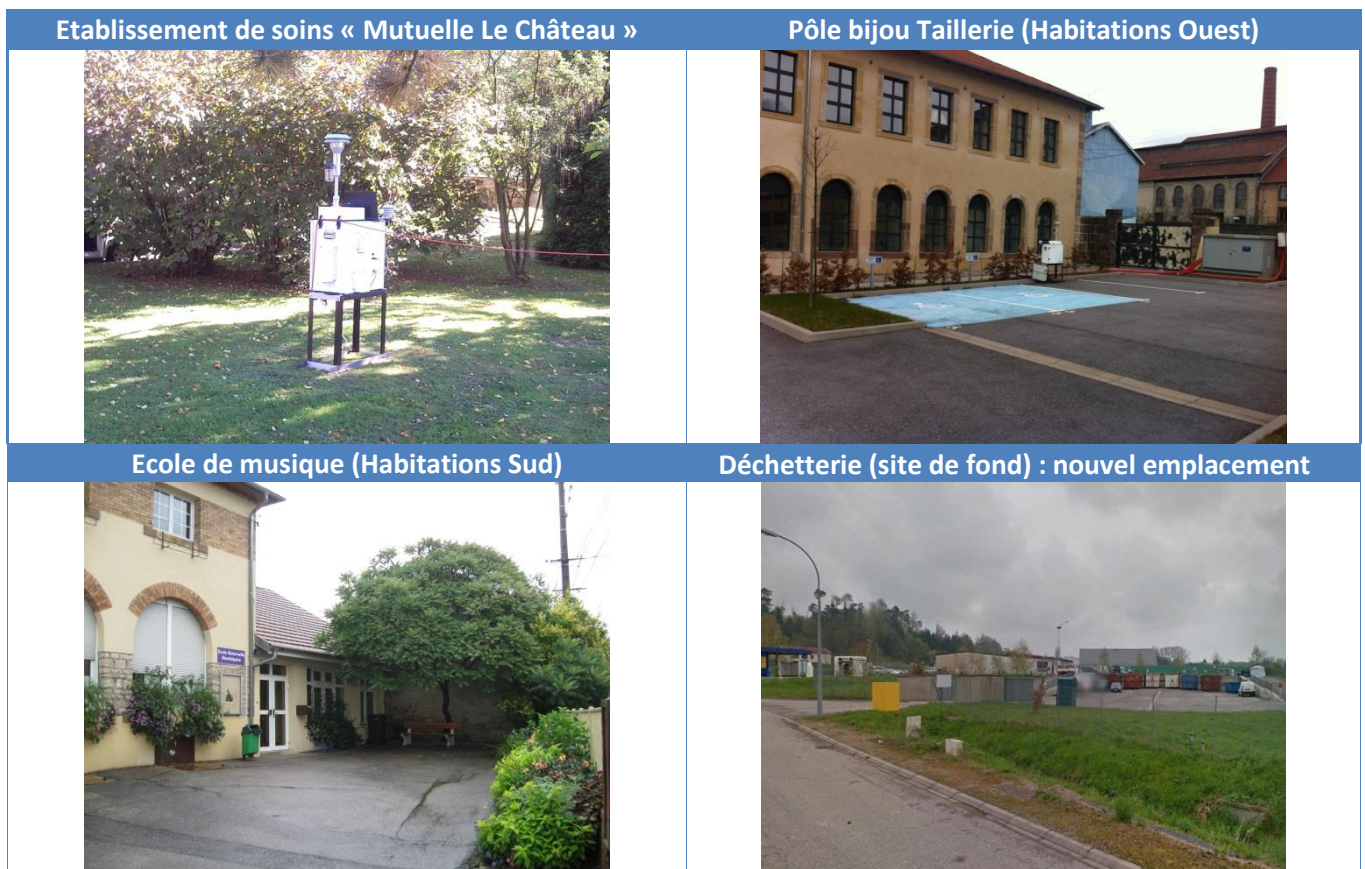 Etablissement de soins « Mutuelle Le Château »
Pôle bijou Taillerie (Habitations Ouest)
Ecole de musique (Habitations Sud)
Déchetterie (site de fond) : nouvel emplacement